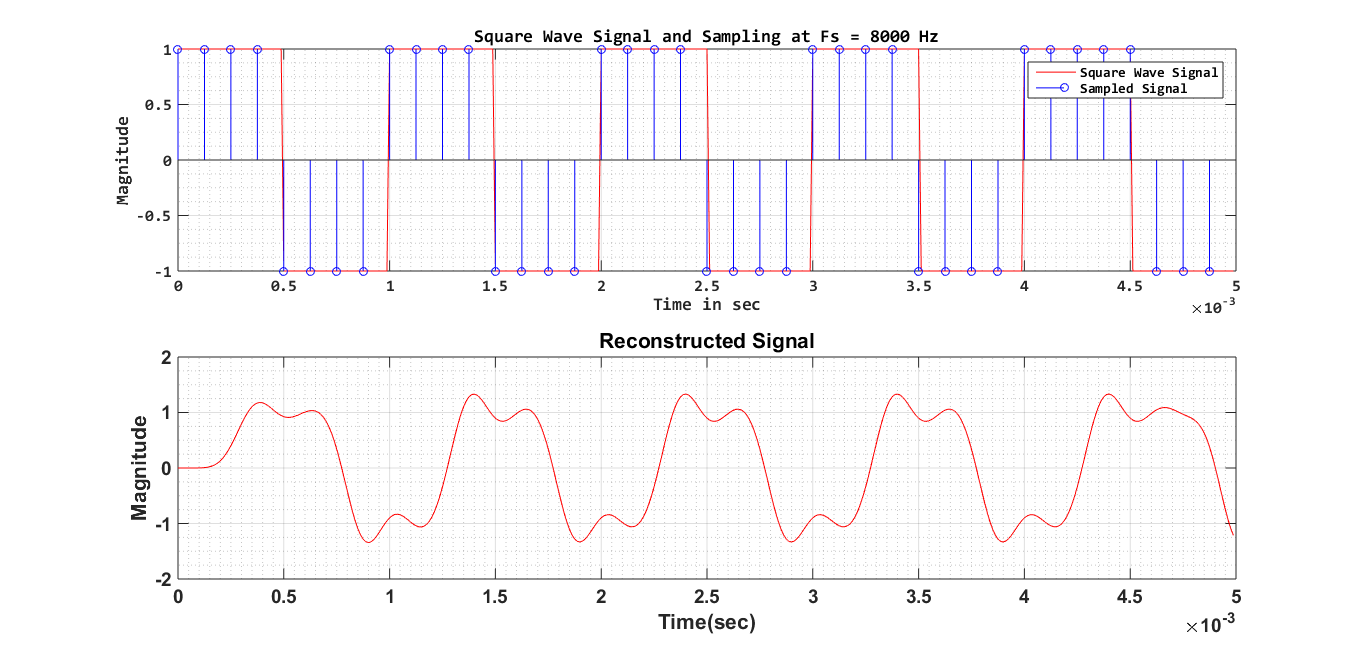 Square Wave Signal and Sampling at Fs = 8000 Hz
Magnitude
1
0.5
0
-0.5
-1
Square Wave Signal
Sampled Signal
0 0.5 1 1.5 2 2.5 3 3.5 4 4.5 5
Time in sec
×10⁻³
Reconstructed Signal
Magnitude
2
1
0
-1
-2
0 0.5 1 1.5 2 2.5 3 3.5 4 4.5 5
Time(sec)
×10⁻³